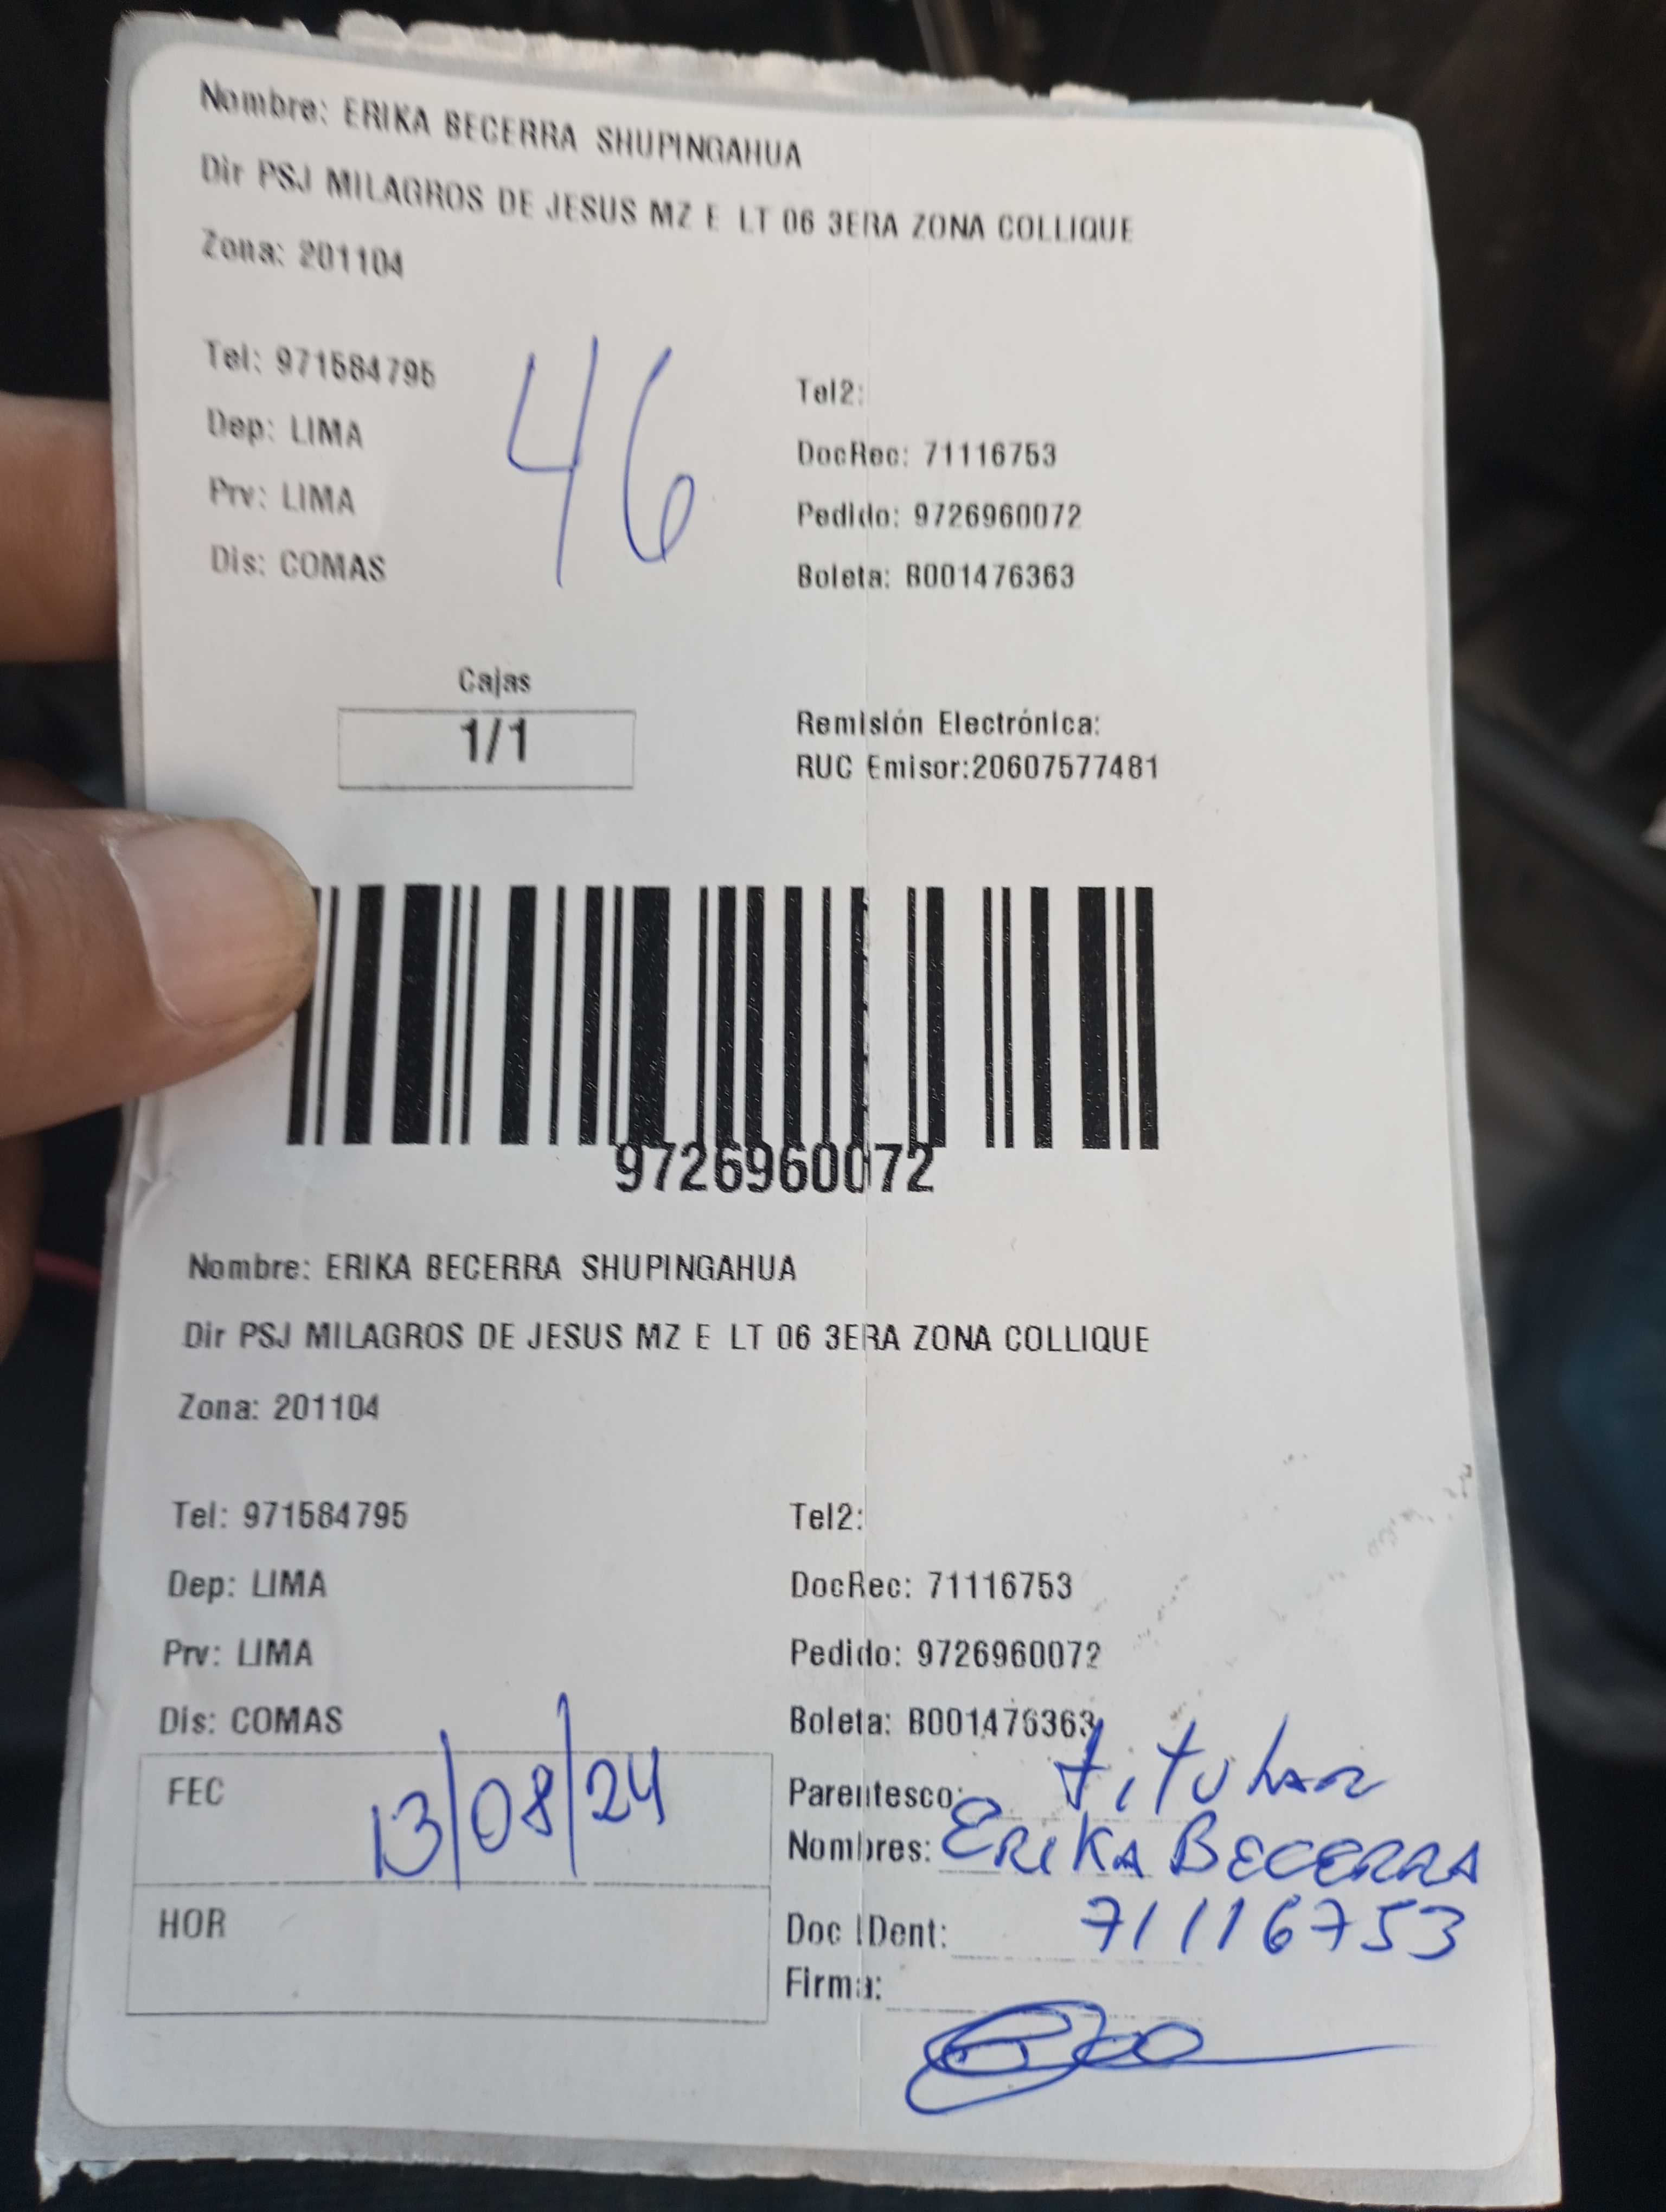 Nombre: ERIKA BECERRA SHUPINGAHUA
Dir PSJ MILAGROS DE JESUS MZ E LT 06 3ERA ZONA COLLIQUE
Zona: 201104
Tel: 971584795
46
Tel2:
Dep: LIMA
DocRec: 71116753
Prv: LIMA
Pedido: 9726960072
Dis: COMAS
Boleta: B001476363
Cajas
1/1
Remisión Electrónica:
RUC Emisor:20607577481
9726960072
Nombre: ERIKA BECERRA SHUPINGAHUA
Dir PSJ MILAGROS DE JESUS MZ E LT 06 3ERA ZONA COLLIQUE
Zona: 201104
Tel: 971584795
Tel2:
Dep: LIMA
DocRec: 71116753
Prv: LIMA
Pedido: 9726960072
Dis: COMAS
Boleta: B001476363
FEC 13/08/24
HOR
Parentesco: titular
Nombres: ERIKA BECERRA
Doc IDent: 71116753
Firma: